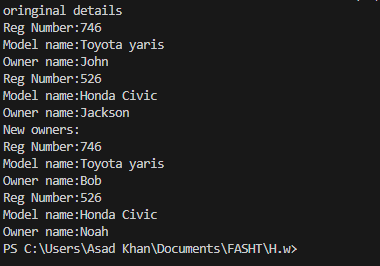 oringinal details
Reg Number:746
Model name:Toyota yaris
Owner name:John
Reg Number:526
Model name:Honda Civic
Owner name:Jackson
New owners:
Reg Number:746
Model name:Toyota yaris
Owner name:Bob
Reg Number:526
Model name:Honda Civic
Owner name:Noah
PS C:\Users\Asad Khan\Documents\FASHT\H.w>